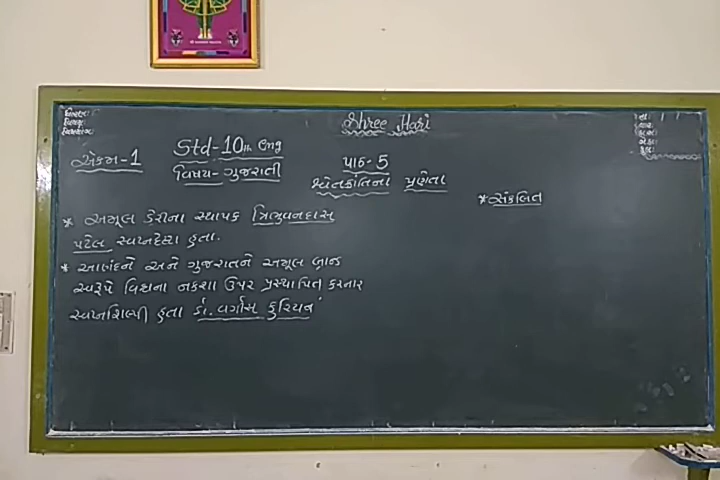 Shree Hari
Std-10th Eng
એકમ-1
વિષય- ગુજરાતી
પાઠ-5
શ્વેતક્રાંતિના પ્રણેતા
* સંકલિત
* અમૂલ ડેરીના સ્થાપક ત્રિભુવનદાસ
પટેલ સ્વપ્નદૃષ્ટા હતા.
* આણંદને અને ગુજરાતને અમૂલ બ્રાન્ડ
સ્વરૂપે વિશ્વના નકશા ઉપર પ્રસ્થાપિત કરનાર
સ્વપ્નશિલ્પી હતા ડૉ. વર્ગીસ કુરિયન